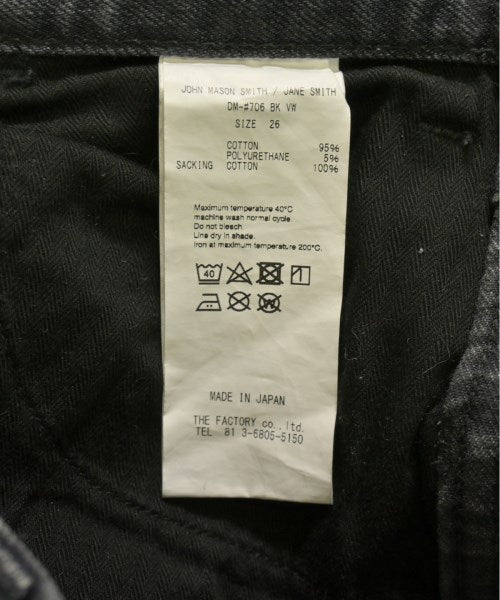 JOHN MASON SMITH / JANE SMITH
DM-#706 BK VW
SIZE 26
COTTON 95%
POLYURETHANE 5%
SACKING COTTON 100%
Maximum temperature 40°C
machine wash normal cycle.
Do not bleach.
Line dry in shade.
Iron at maximum temperature 200°C.
40
W
MADE IN JAPAN
THE FACTORY co.,ltd.
TEL 81 3-6805-5150